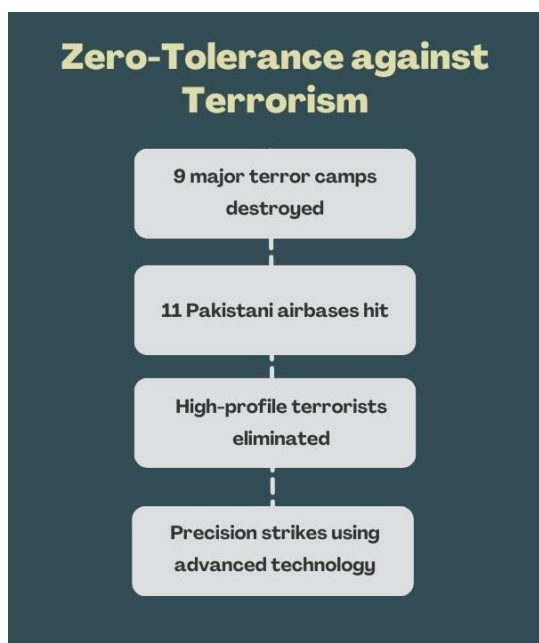 Zero-Tolerance against
Terrorism
9 major terror camps
destroyed
11 Pakistani airbases hit
High-profile terrorists
eliminated
Precision strikes using
advanced technology